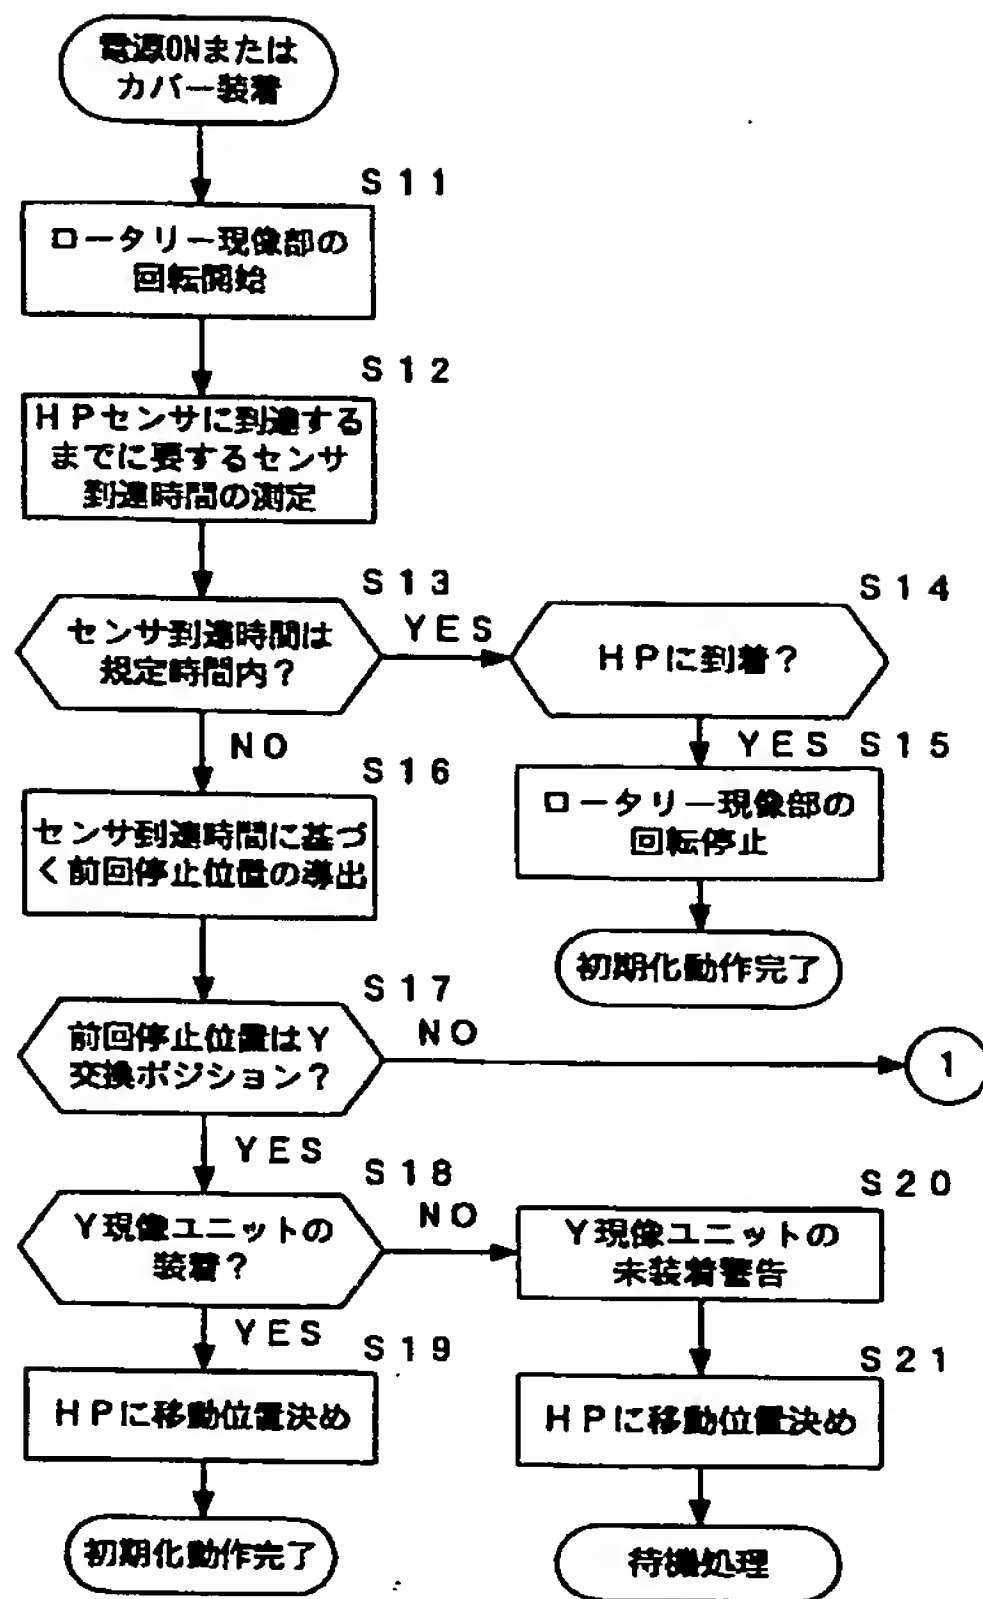 電源ONまたは
カバー装着
S11
ロータリー現像部の
回転開始
S12
HPセンサに到達する
までに要するセンサ
到達時間の測定
S13
センサ到達時間は
規定時間内？
YES
S14
HPに到着？
NO
YES
S15
ロータリー現像部の
回転停止
初期化動作完了
S16
センサ到達時間に基づ
く前回停止位置の導出
S17
前回停止位置はY
交換ポジション？
NO
1
YES
S18
Y現像ユニットの
装着？
NO
S20
Y現像ユニットの
未装着警告
YES
S19
HPに移動位置決め
S21
HPに移動位置決め
初期化動作完了
待機処理